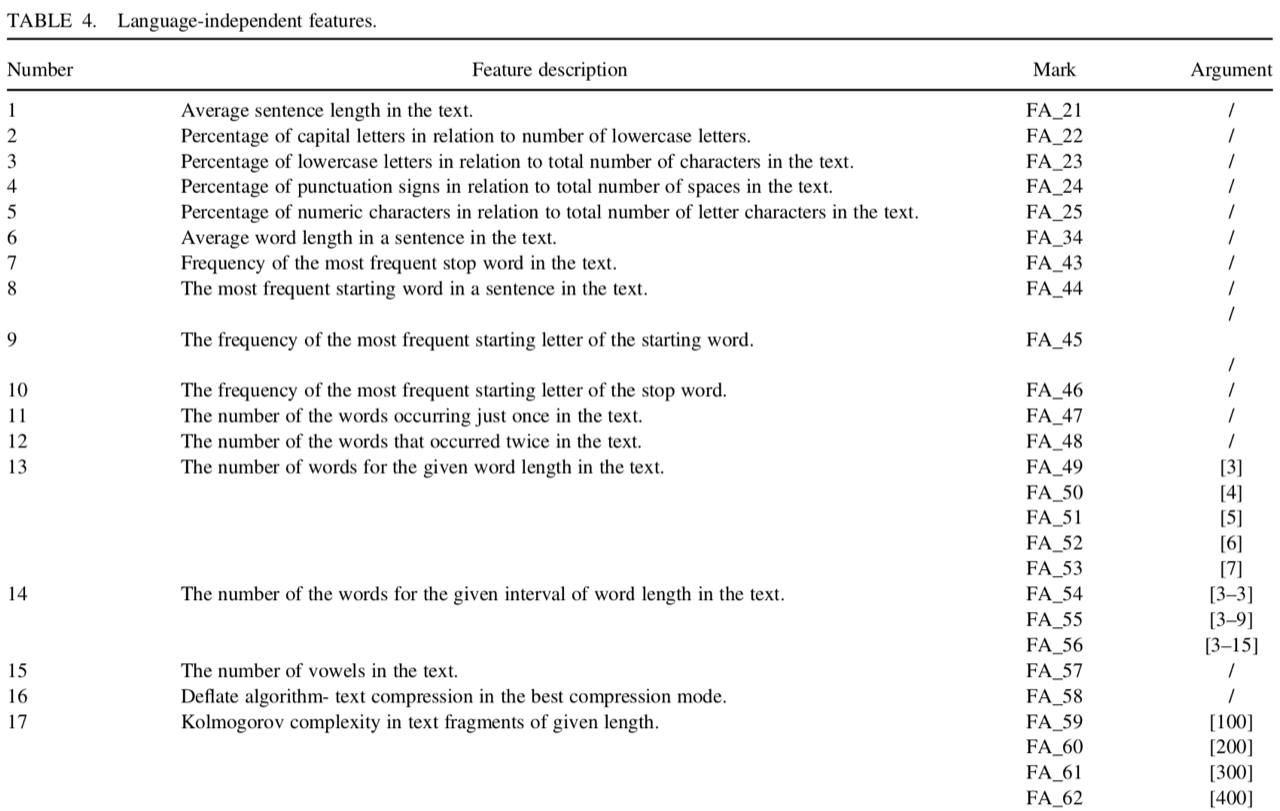 TABLE 4. Language-independent features.
Number Feature description Mark Argument
1 Average sentence length in the text. FA_21 /
2 Percentage of capital letters in relation to number of lowercase letters. FA_22 /
3 Percentage of lowercase letters in relation to total number of characters in the text. FA_23 /
4 Percentage of punctuation signs in relation to total number of spaces in the text. FA_24 /
5 Percentage of numeric characters in relation to total number of letter characters in the text. FA_25 /
6 Average word length in a sentence in the text. FA_34 /
7 Frequency of the most frequent stop word in the text. FA_43 /
8 The most frequent starting word in a sentence in the text. FA_44 /
/
9 The frequency of the most frequent starting letter of the starting word. FA_45
/
10 The frequency of the most frequent starting letter of the stop word. FA_46 /
11 The number of the words occurring just once in the text. FA_47 /
12 The number of the words that occurred twice in the text. FA_48 /
13 The number of words for the given word length in the text. FA_49 [3]
FA_50 [4]
FA_51 [5]
FA_52 [6]
FA_53 [7]
14 The number of the words for the given interval of word length in the text. FA_54 [3–3]
FA_55 [3–9]
FA_56 [3–15]
15 The number of vowels in the text. FA_57 /
16 Deflate algorithm- text compression in the best compression mode. FA_58 /
17 Kolmogorov complexity in text fragments of given length. FA_59 [100]
FA_60 [200]
FA_61 [300]
FA_62 [400]